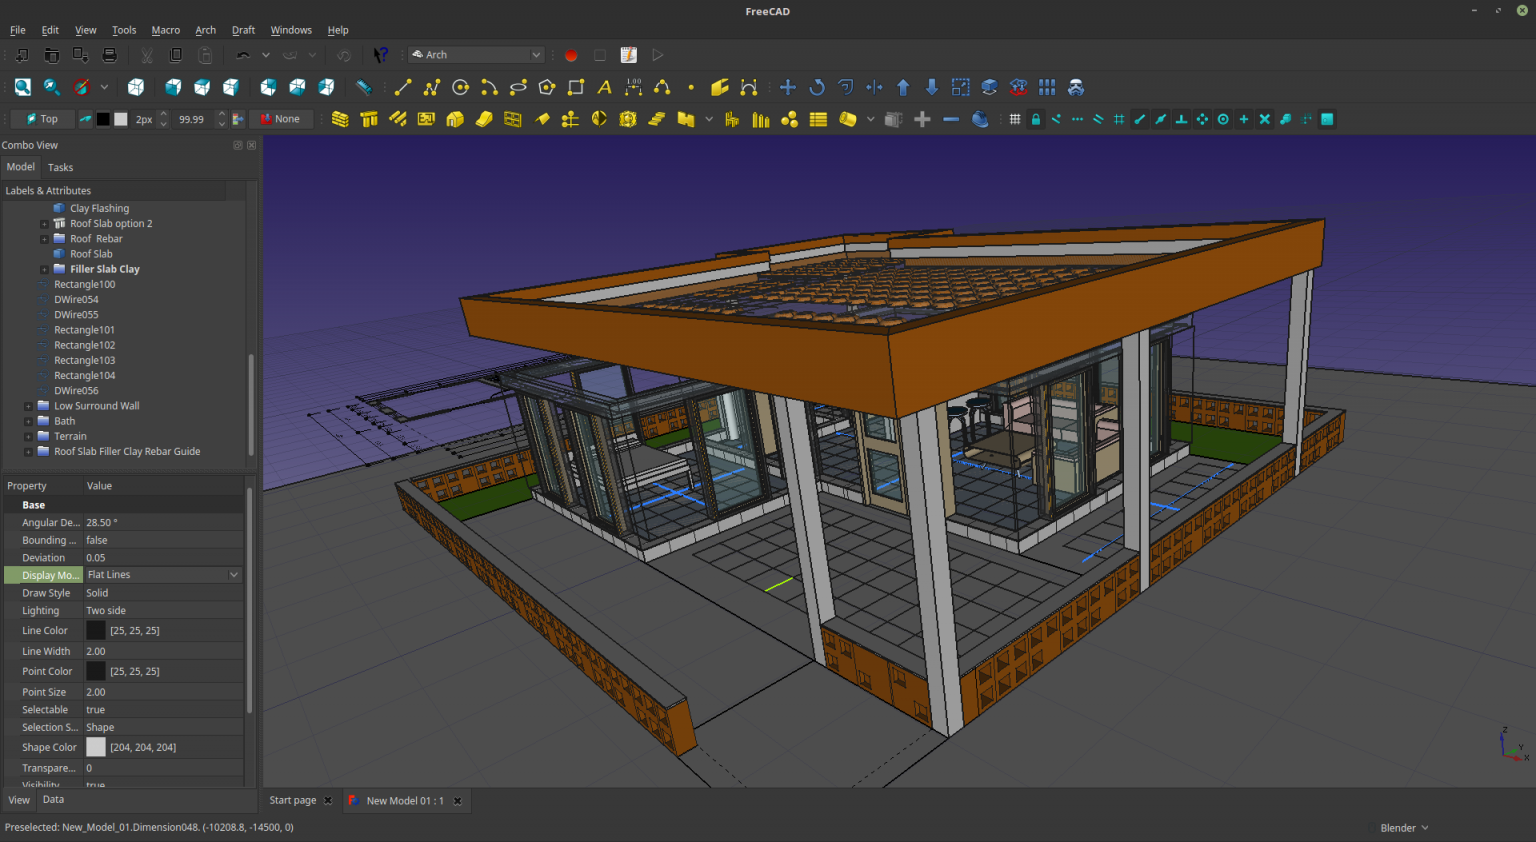 FreeCAD
File Edit View Tools Macro Arch Draft Windows Help
Arch
Top 2px 99.99 None
Combo View
Model Tasks
Labels & Attributes
Clay Flashing
Roof Slab option 2
Roof Rebar
Roof Slab
Filler Slab Clay
Rectangle100
DWire054
DWire055
Rectangle101
Rectangle102
Rectangle103
Rectangle104
DWire056
Low Surround Wall
Bath
Terrain
Roof Slab Filler Clay Rebar Guide
Property Value
Base
Angular De... 28.50 °
Bounding ... false
Deviation 0.05
Display Mo... Flat Lines
Draw Style Solid
Lighting Two side
Line Color [25, 25, 25]
Line Width 2.00
Point Color [25, 25, 25]
Point Size 2.00
Selectable true
Selection S... Shape
Shape Color [204, 204, 204]
Transpare... 0
Visibility true
View Data
Start page New Model 01 : 1
Z
Y
X
Preselected: New_Model_01.Dimension048. (-10208.8, -14500, 0) Blender